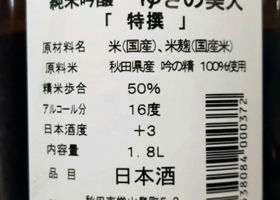 純米吟醸 ゆきの美人
「 特撰 」
原材料名 米(国産)、米麹(国産米)
原料米 秋田県産 吟の精 100%使用
精米歩合 50%
アルコール分 16度
日本酒度 +3
内容量 1.8L
品目 日本酒
538084000372